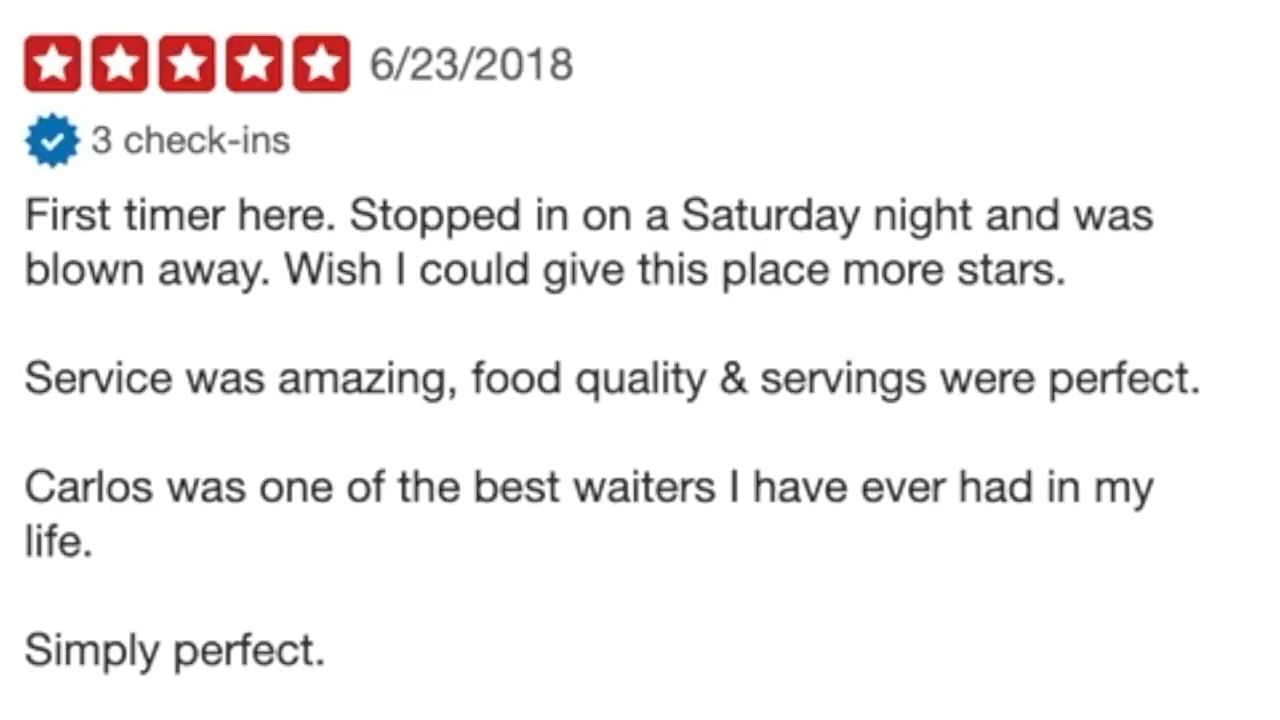 6/23/2018
3 check-ins
First timer here. Stopped in on a Saturday night and was
blown away. Wish I could give this place more stars.
Service was amazing, food quality & servings were perfect.
Carlos was one of the best waiters I have ever had in my
life.
Simply perfect.